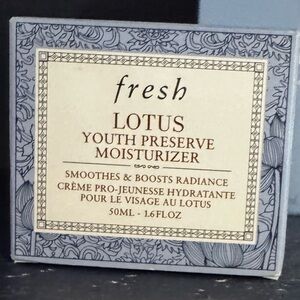 fresh
LOTUS
YOUTH PRESERVE
MOISTURIZER
SMOOTHES & BOOSTS RADIANCE
CRÈME PRO-JEUNESSE HYDRATANTE
POUR LE VISAGE AU LOTUS
50ML - 1.6FLOZ